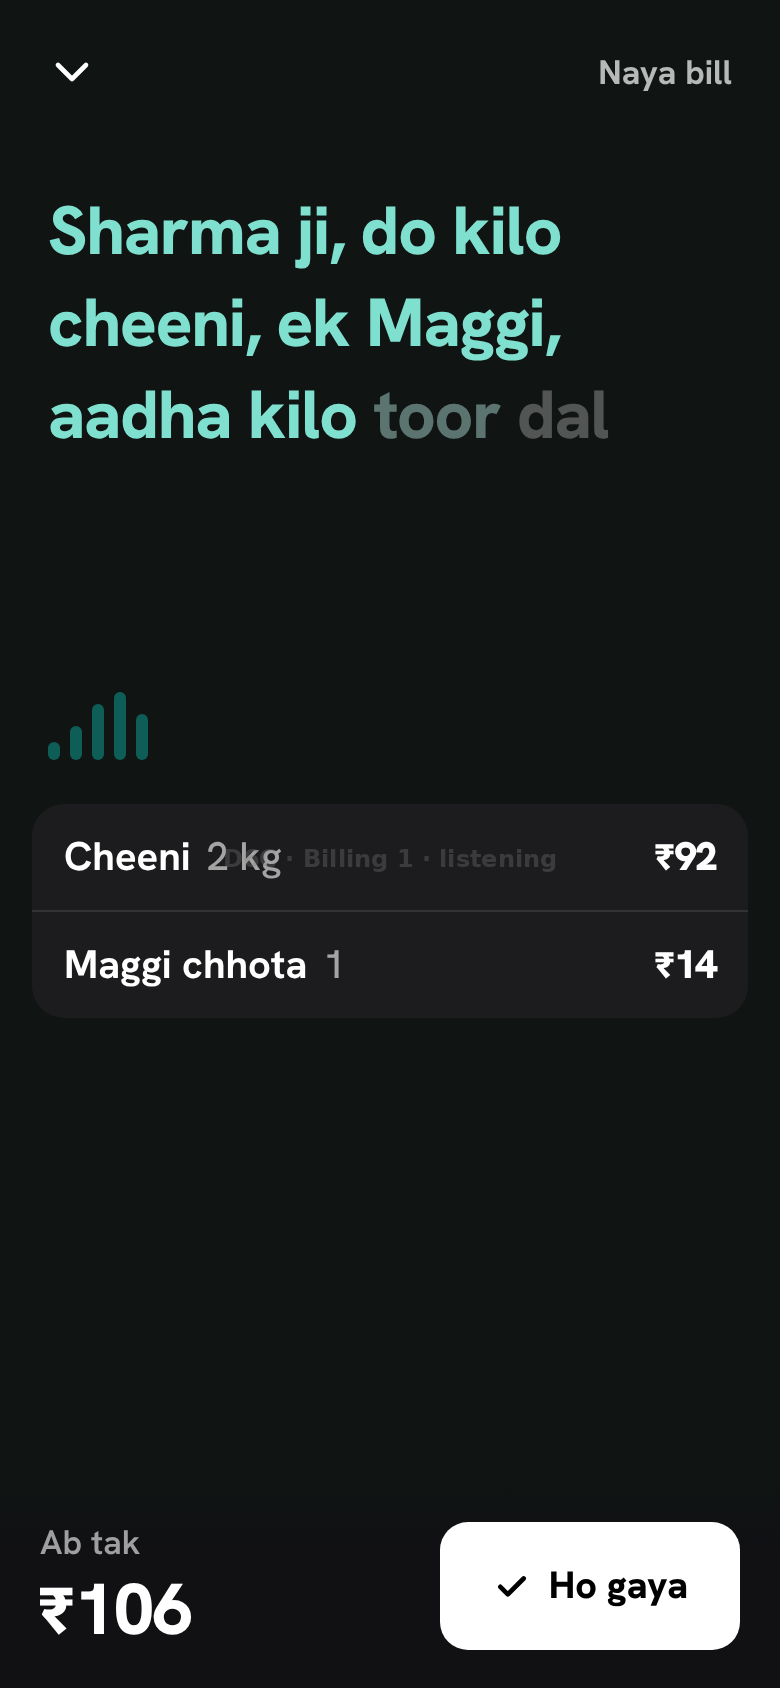 Naya bill
Sharma ji, do kilo
cheeni, ek Maggi,
aadha kilo toor dal
Cheeni 2 kg ₹92
· Billing 1 · listening
Maggi chhota 1 ₹14
Ab tak
₹106
Ho gaya